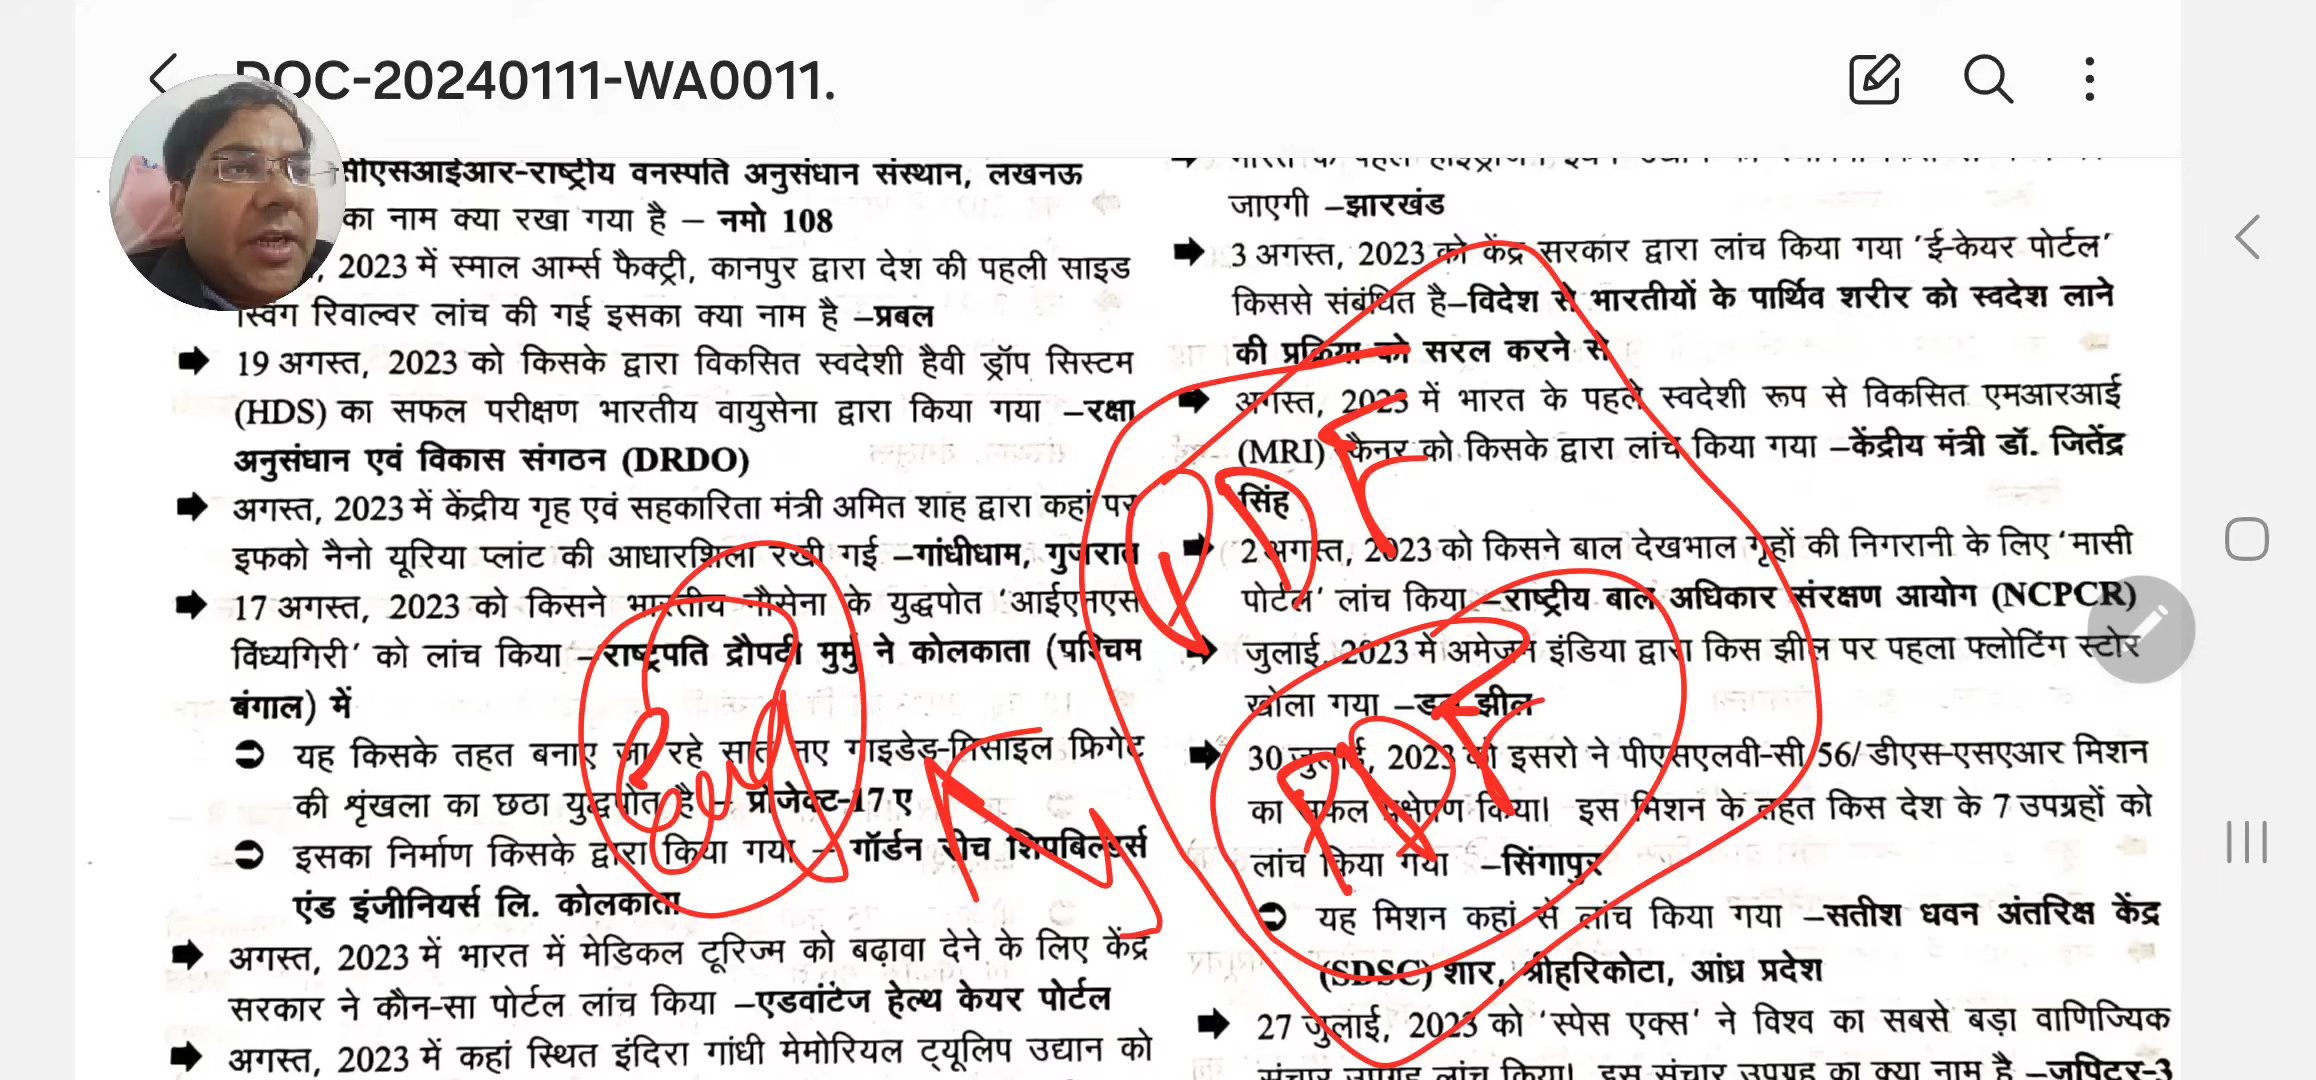 DOC-20240111-WA0011.
सीएसआईआर-राष्ट्रीय वनस्पति अनुसंधान संस्थान, लखनऊ
का नाम क्या रखा गया है – नमो 108
, 2023 में स्माल आर्म्स फैक्ट्री, कानपुर द्वारा देश की पहली साइड
स्विंग रिवाल्वर लांच की गई इसका क्या नाम है –प्रबल
19 अगस्त, 2023 को किसके द्वारा विकसित स्वदेशी हैवी ड्रॉप सिस्टम
(HDS) का सफल परीक्षण भारतीय वायुसेना द्वारा किया गया –रक्षा
अनुसंधान एवं विकास संगठन (DRDO)
अगस्त, 2023 में केंद्रीय गृह एवं सहकारिता मंत्री अमित शाह द्वारा कहां पर
इफको नैनो यूरिया प्लांट की आधारशिला रखी गई –गांधीधाम, गुजरात
17 अगस्त, 2023 को किसने भारतीय नौसेना के युद्धपोत 'आईएनएस
विंध्यगिरी' को लांच किया –राष्ट्रपति द्रौपदी मुर्मु ने कोलकाता (पश्चिम
बंगाल) में
यह किसके तहत बनाए जा रहे सात नए गाइडेड-मिसाइल फ्रिगेट
की श्रृंखला का छठा युद्धपोत है – प्रोजेक्ट-17 ए
इसका निर्माण किसके द्वारा किया गया – गॉर्डन रीच शिपबिल्डर्स
एंड इंजीनियर्स लि. कोलकाता
अगस्त, 2023 में भारत में मेडिकल टूरिज्म को बढ़ावा देने के लिए केंद्र
सरकार ने कौन-सा पोर्टल लांच किया –एडवांटेज हेल्थ केयर पोर्टल
अगस्त, 2023 में कहां स्थित इंदिरा गांधी मेमोरियल ट्यूलिप उद्यान को
जाएगी –झारखंड
3 अगस्त, 2023 को केंद्र सरकार द्वारा लांच किया गया 'ई-केयर पोर्टल'
किससे संबंधित है–विदेश से भारतीयों के पार्थिव शरीर को स्वदेश लाने
की प्रक्रिया को सरल करने से
अगस्त, 2023 में भारत के पहले स्वदेशी रूप से विकसित एमआरआई
(MRI) स्कैनर को किसके द्वारा लांच किया गया –केंद्रीय मंत्री डॉ. जितेंद्र
सिंह
2 अगस्त, 2023 को किसने बाल देखभाल गृहों की निगरानी के लिए 'मासी
पोर्टल' लांच किया –राष्ट्रीय बाल अधिकार संरक्षण आयोग (NCPCR)
जुलाई, 2023 में अमेजन इंडिया द्वारा किस झील पर पहला फ्लोटिंग स्टोर
खोला गया –डल झील
30 जुलाई, 2023 को इसरो ने पीएसएलवी-सी 56/ डीएस-एसएआर मिशन
का सफल प्रक्षेपण किया। इस मिशन के तहत किस देश के 7 उपग्रहों को
लांच किया गया –सिंगापुर
यह मिशन कहां से लांच किया गया –सतीश धवन अंतरिक्ष केंद्र
(SDSC) शार, श्रीहरिकोटा, आंध्र प्रदेश
27 जुलाई, 2023 को 'स्पेस एक्स' ने विश्व का सबसे बड़ा वाणिज्यिक
संचार उपग्रह लांच किया। इस संचार उपग्रह का क्या नाम है –जुपिटर-3
PDF
PDF